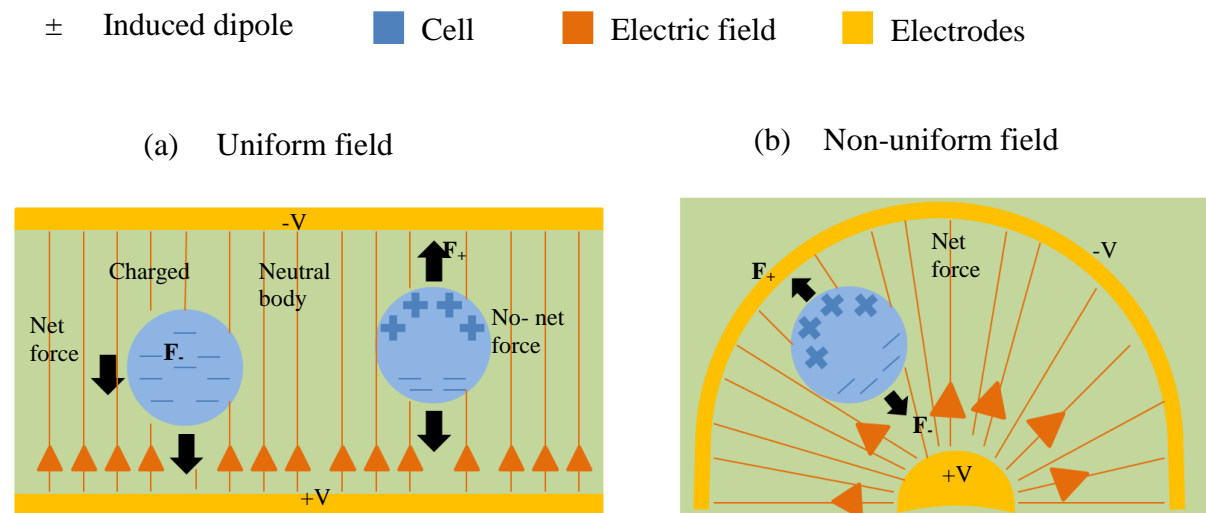 ± Induced dipole Cell Electric field Electrodes
(a) Uniform field
(b) Non-uniform field
-V
F+
Charged
Neutral
body
Net
force
F-
No- net
force
+V
Net
force
-V
F+
F-
+V